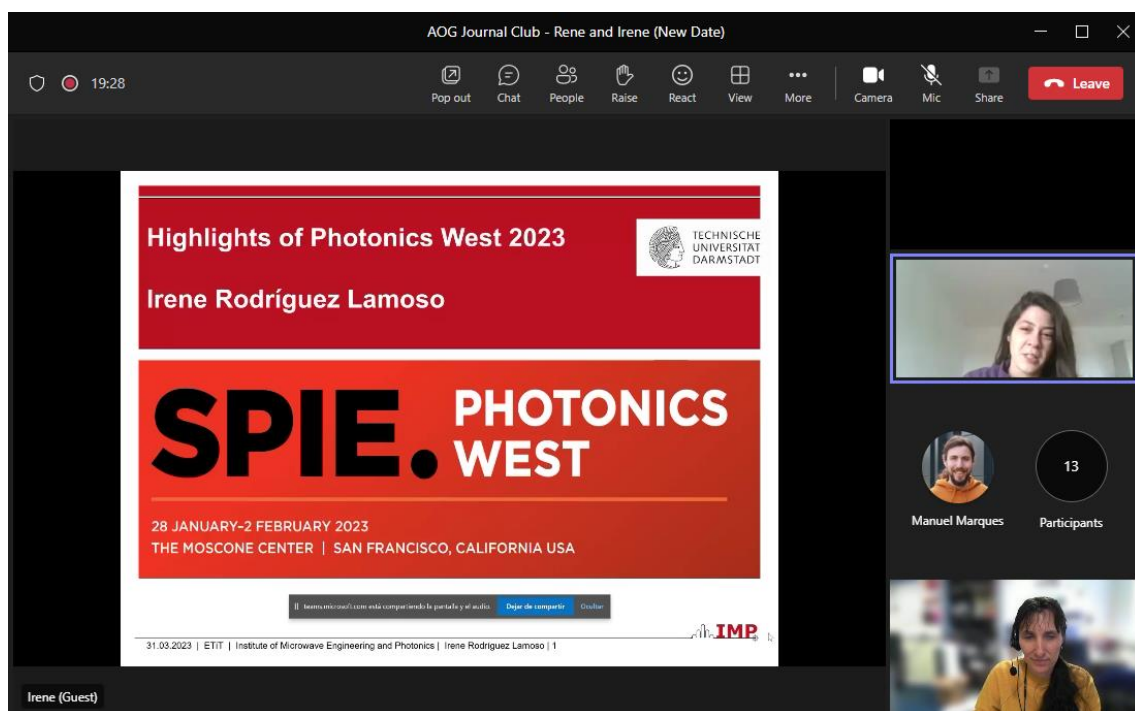 AOG Journal Club - Rene and Irene (New Date)
19:28
Pop out Chat People Raise React View More Camera Mic Share Leave
Highlights of Photonics West 2023
TECHNISCHE
UNIVERSITÄT
DARMSTADT
Irene Rodríguez Lamoso
SPIE. PHOTONICS
WEST
28 JANUARY–2 FEBRUARY 2023
THE MOSCONE CENTER | SAN FRANCISCO, CALIFORNIA USA
teams.microsoft.com está compartiendo la pantalla y el audio. Dejar de compartir Ocultar
IMP
31.03.2023 | ETiT | Institute of Microwave Engineering and Photonics | Irene Rodríguez Lamoso | 1
Irene (Guest)
Manuel Marques
13
Participants